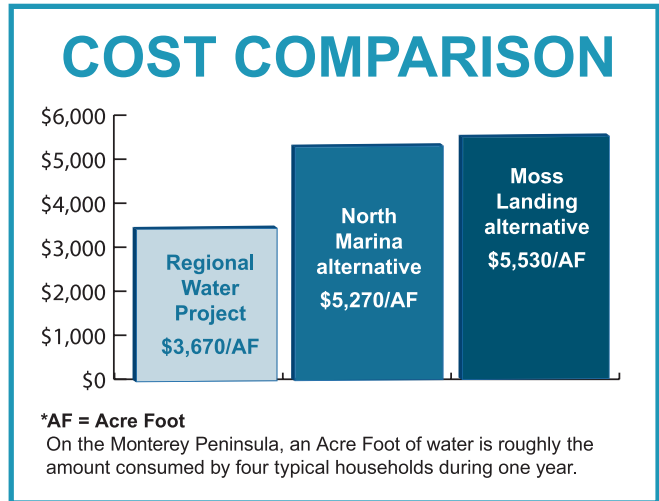 COST COMPARISON
$6,000
$5,000
$4,000
$3,000
$2,000
$1,000
$0
Regional
Water
Project
$3,670/AF
North
Marina
alternative
$5,270/AF
Moss
Landing
alternative
$5,530/AF
*AF = Acre Foot
On the Monterey Peninsula, an Acre Foot of water is roughly the
amount consumed by four typical households during one year.